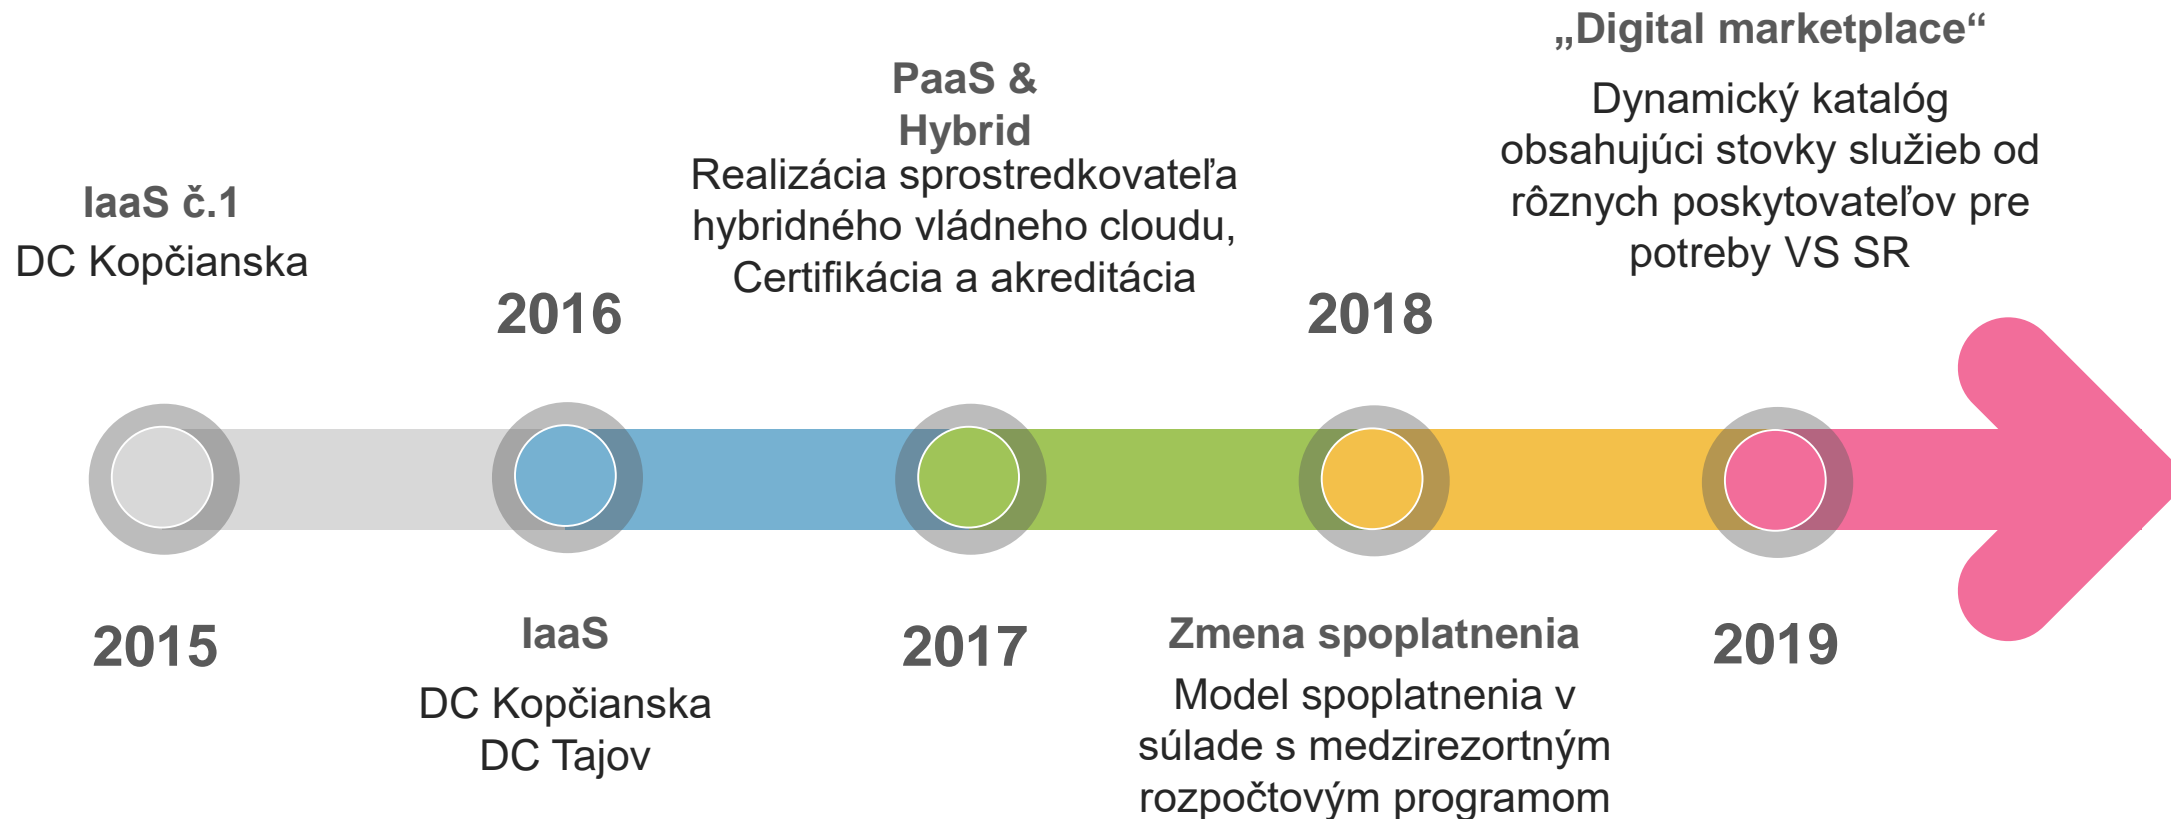 IaaS č.1
DC Kopčianska
2015
2016
IaaS
DC Kopčianska
DC Tajov
PaaS &
Hybrid
Realizácia sprostredkovateľa
hybridného vládneho cloudu,
Certifikácia a akreditácia
2017
2018
Zmena spoplatnenia
Model spoplatnenia v
súlade s medzirezortným
rozpočtovým programom
„Digital marketplace“
Dynamický katalóg
obsahujúci stovky služieb od
rôznych poskytovateľov pre
potreby VS SR
2019